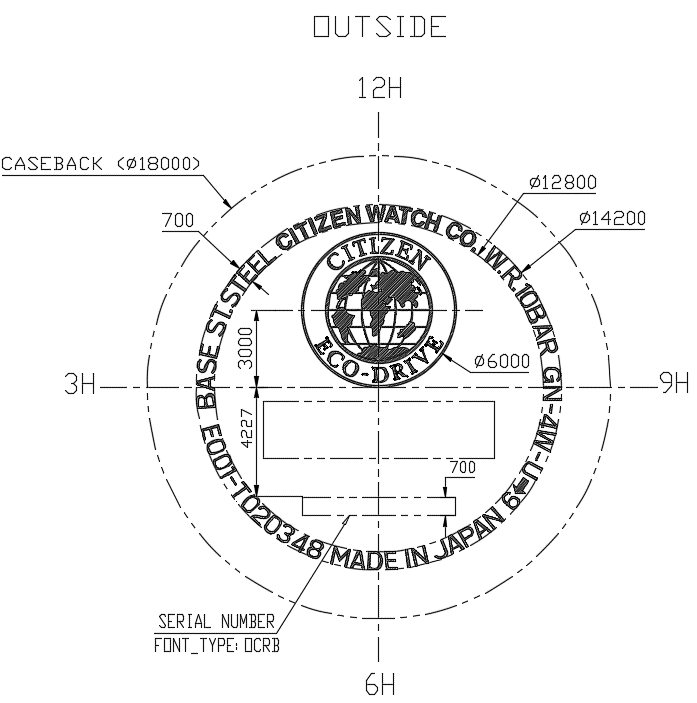 OUTSIDE
12H
CASEBACK (Ø18000)
Ø12800
Ø14200
700
CITIZEN WATCH CO. W.R.10BAR GN-4W-U 6←
CITIZEN
ECO-DRIVE
3000
Ø6000
3H
9H
4227
700
BASE ST.STEEL
E001-T020348 MADE IN JAPAN
SERIAL NUMBER
FONT_TYPE: OCRB
6H